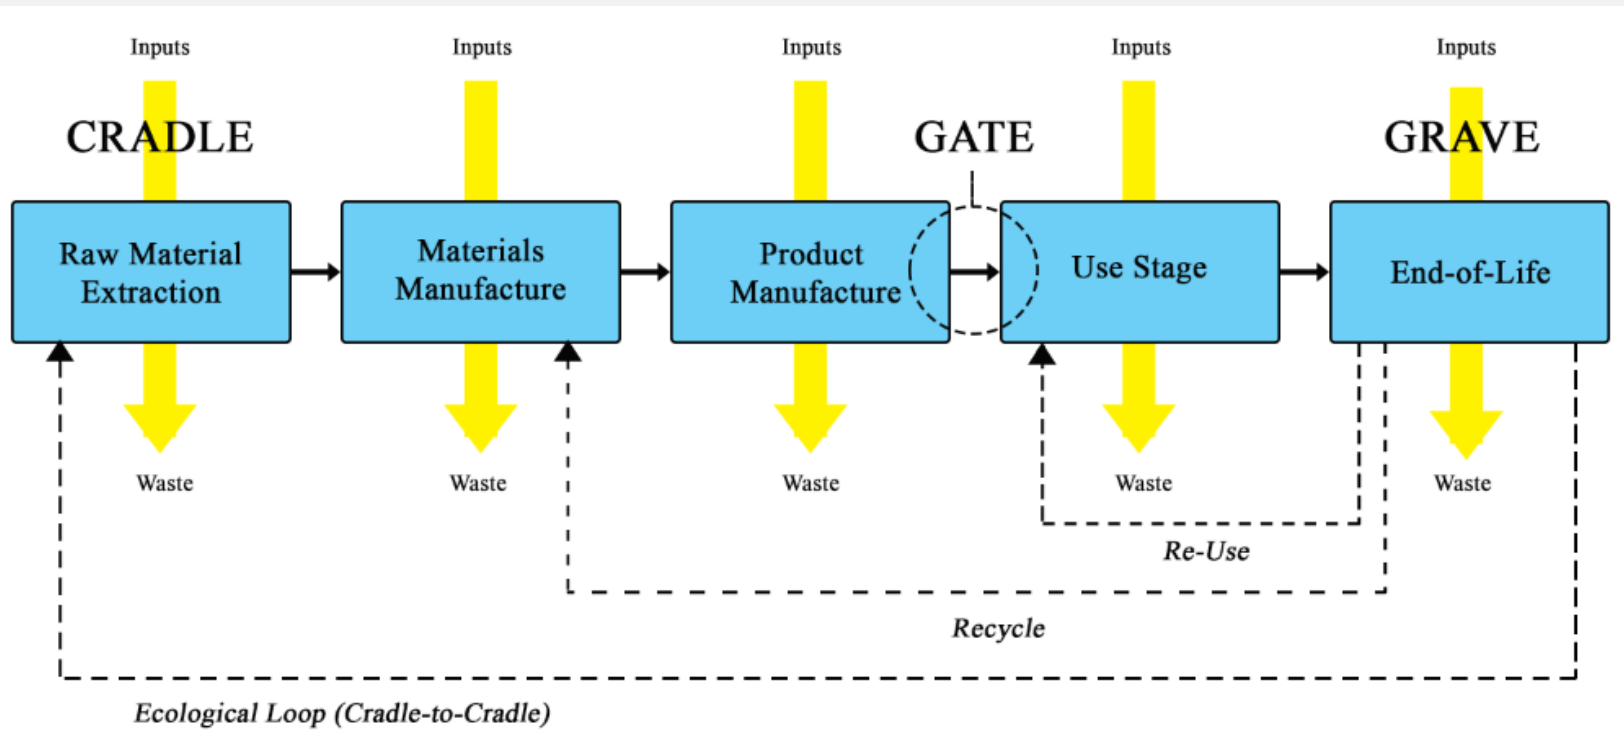 Inputs
Inputs
Inputs
Inputs
Inputs
CRADLE
GATE
GRAVE
Raw Material
Extraction
Materials
Manufacture
Product
Manufacture
Use Stage
End-of-Life
Waste
Waste
Waste
Waste
Waste
Re-Use
Recycle
Ecological Loop (Cradle-to-Cradle)